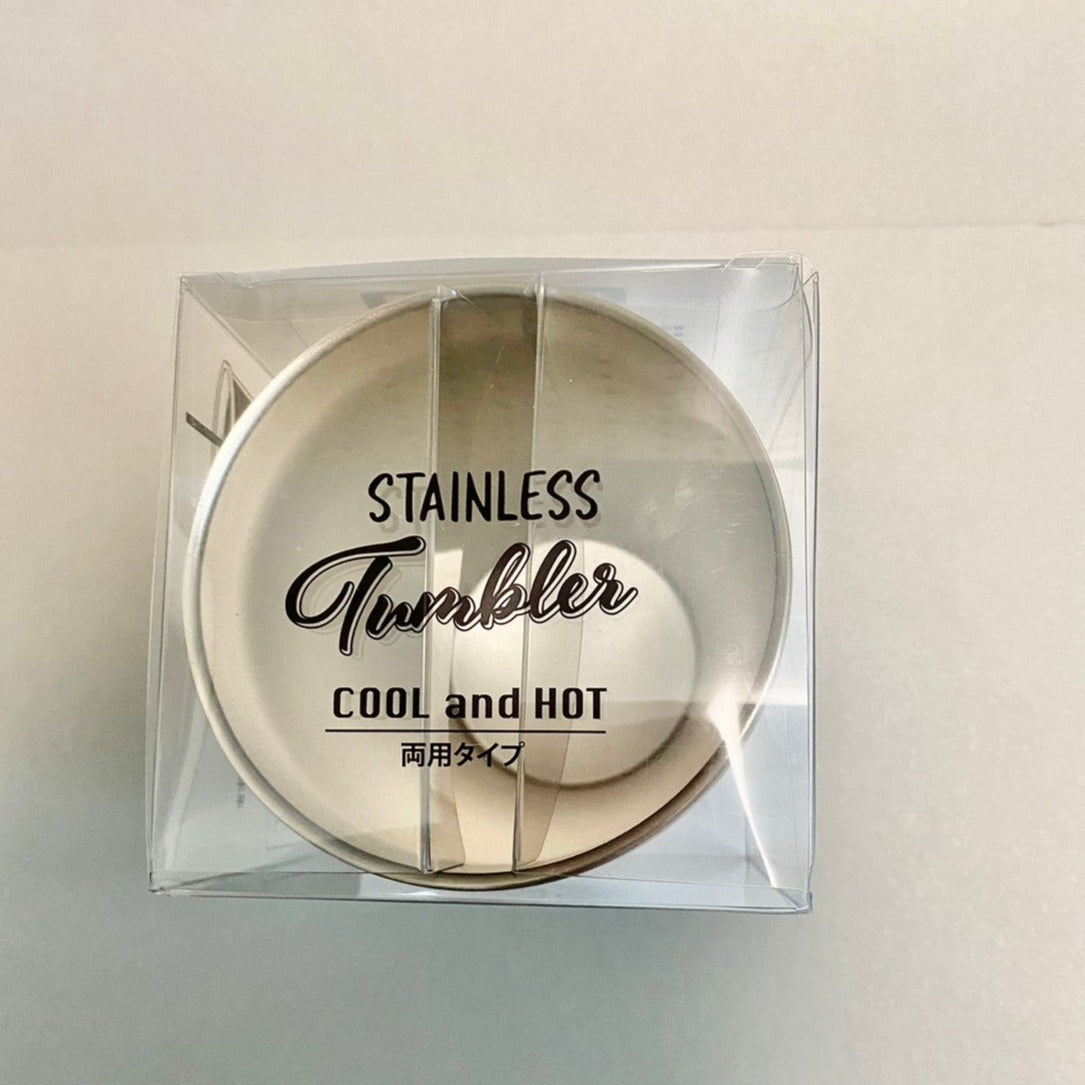 STAINLESS
Tumbler
COOL and HOT
両用タイプ